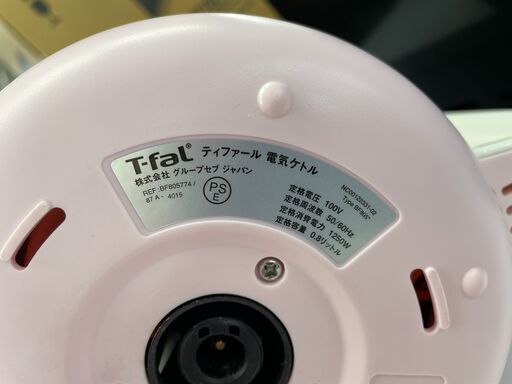 T-fal® ティファール 電気ケトル
株式会社 グループセブ ジャパン
REF:BF805774 /
87 A - 4015
PS
E
定格電圧 100V
定格周波数 50/60Hz
定格消費電力 1250W
定格容量 0.8リットル
Type BF805*